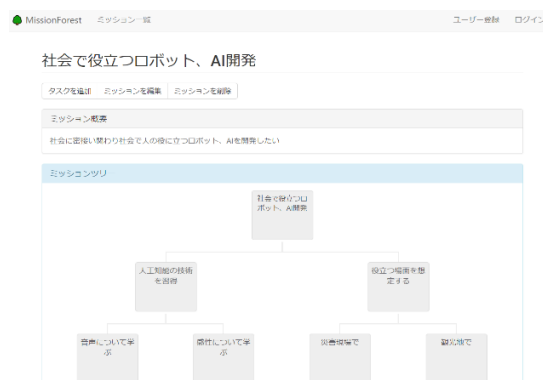 MissionForest ミッション一覧 ユーザー登録 ログイン
社会で役立つロボット、AI開発
タスクを追加 ミッションを編集 ミッションを削除
ミッション概要
社会に密接い関わり社会で人の役に立つロボット、AIを開発したい
ミッションツリ
社会で役立つロ
ボット、AI開発
人工知能の技術
を習得
役立つ場面を想
定する
音声について学
ぶ
感性について学
ぶ
災害現場で
観光地で